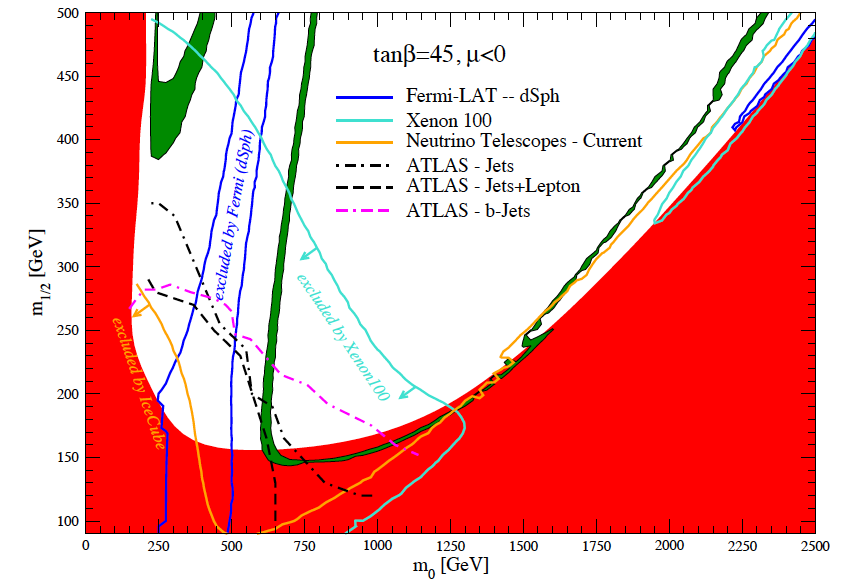 tanβ=45, μ<0
Fermi-LAT -- dSph
Xenon 100
Neutrino Telescopes - Current
ATLAS - Jets
ATLAS - Jets+Lepton
ATLAS - b-Jets
excluded by Fermi (dSph)
excluded by Xenon100
excluded by IceCube
m1/2 [GeV]
500
450
400
350
300
250
200
150
100
0 250 500 750 1000 1250 1500 1750 2000 2250 2500
m0 [GeV]